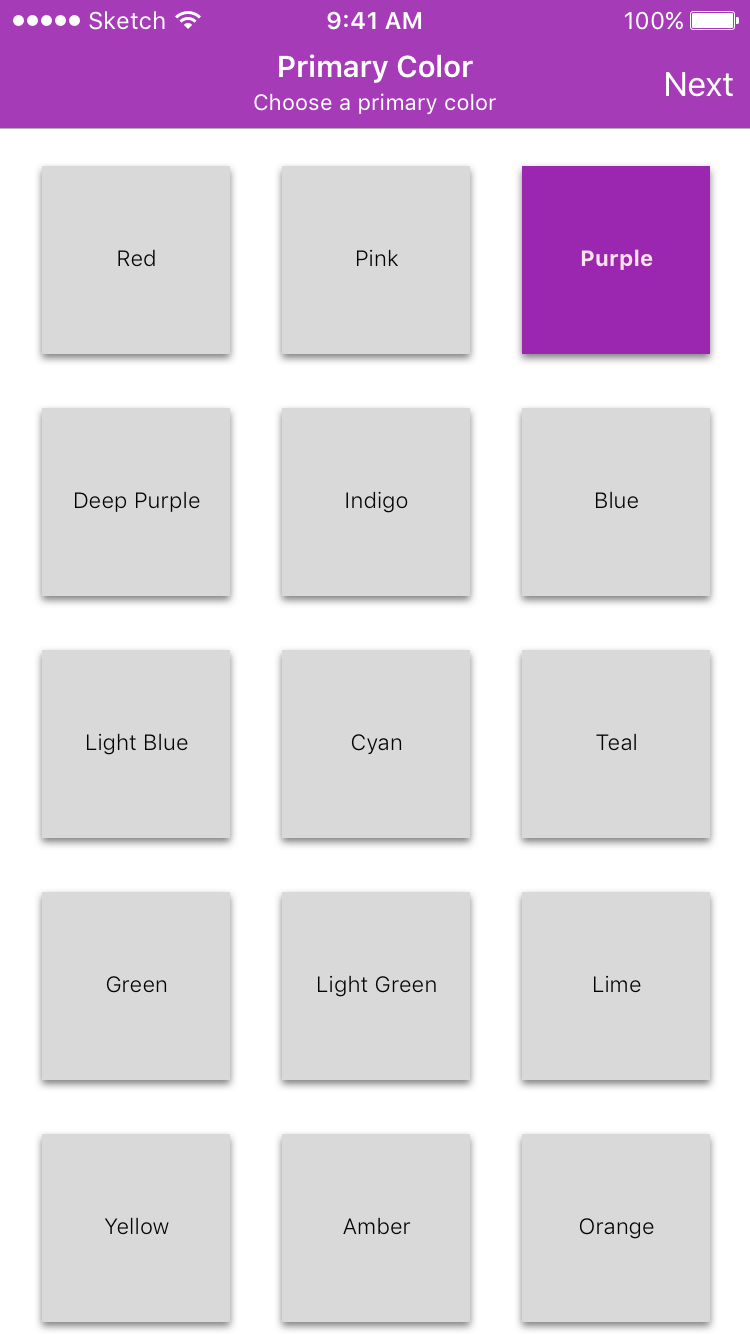 Sketch 9:41 AM 100%
Primary Color
Choose a primary color
Next
Red Pink Purple
Deep Purple Indigo Blue
Light Blue Cyan Teal
Green Light Green Lime
Yellow Amber Orange